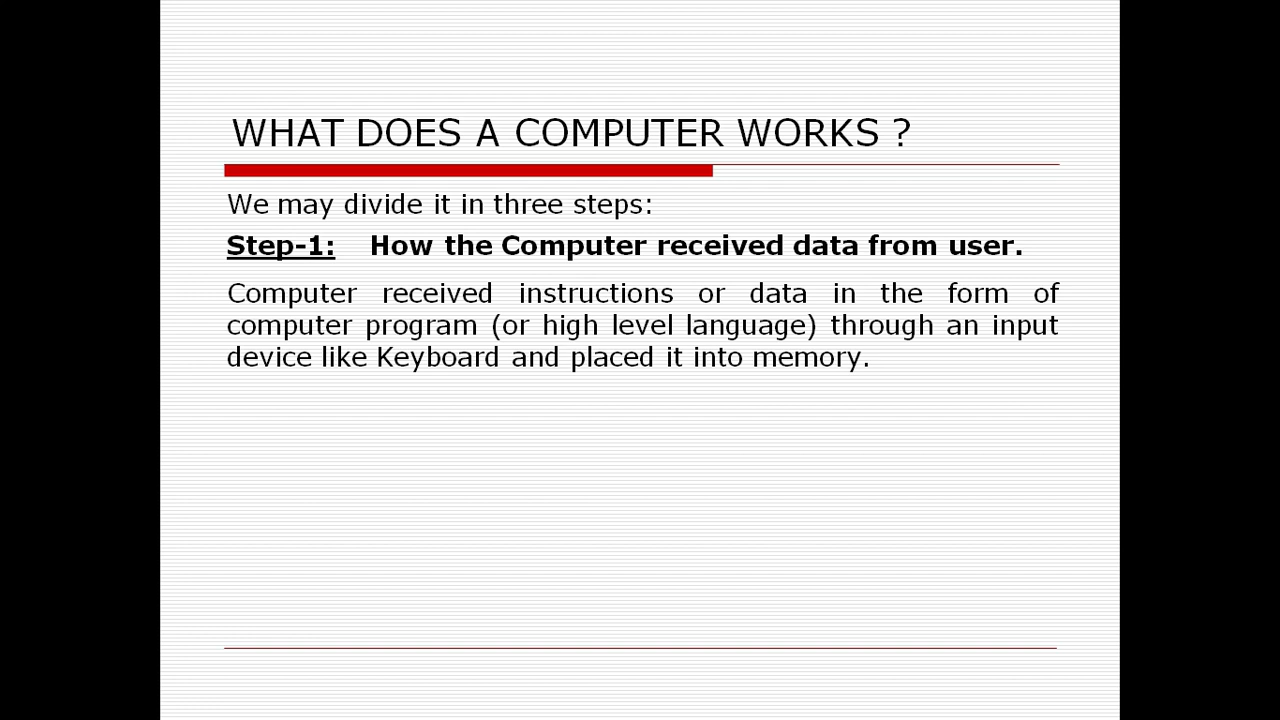 WHAT DOES A COMPUTER WORKS ?
We may divide it in three steps:
Step-1: How the Computer received data from user.
Computer received instructions or data in the form of
computer program (or high level language) through an input
device like Keyboard and placed it into memory.